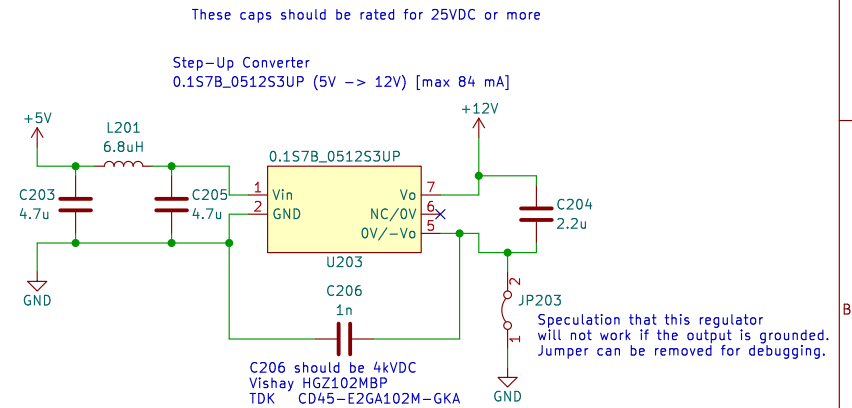 These caps should be rated for 25VDC or more
Step-Up Converter
0.1S7B_0512S3UP (5V -> 12V) [max 84 mA]
+5V
L201
6.8uH
+12V
0.1S7B_0512S3UP
C203
4.7u
C205
4.7u
1
Vin
2
GND
Vo
7
NC/0V
6
0V/-Vo
5
U203
C204
2.2u
GND
C206
1n
2
JP203
1
GND
B
Speculation that this regulator
will not work if the output is grounded.
Jumper can be removed for debugging.
C206 should be 4kVDC
Vishay HGZ102MBP
TDK CD45-E2GA102M-GKA